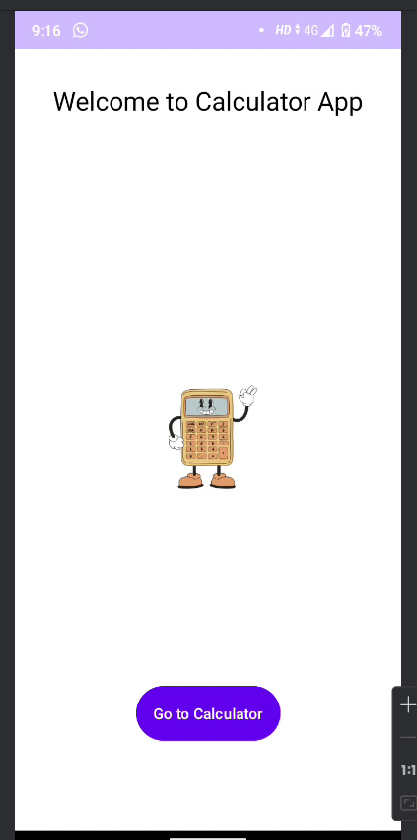 9:16 HD 4G 47%
Welcome to Calculator App
Go to Calculator
1:1